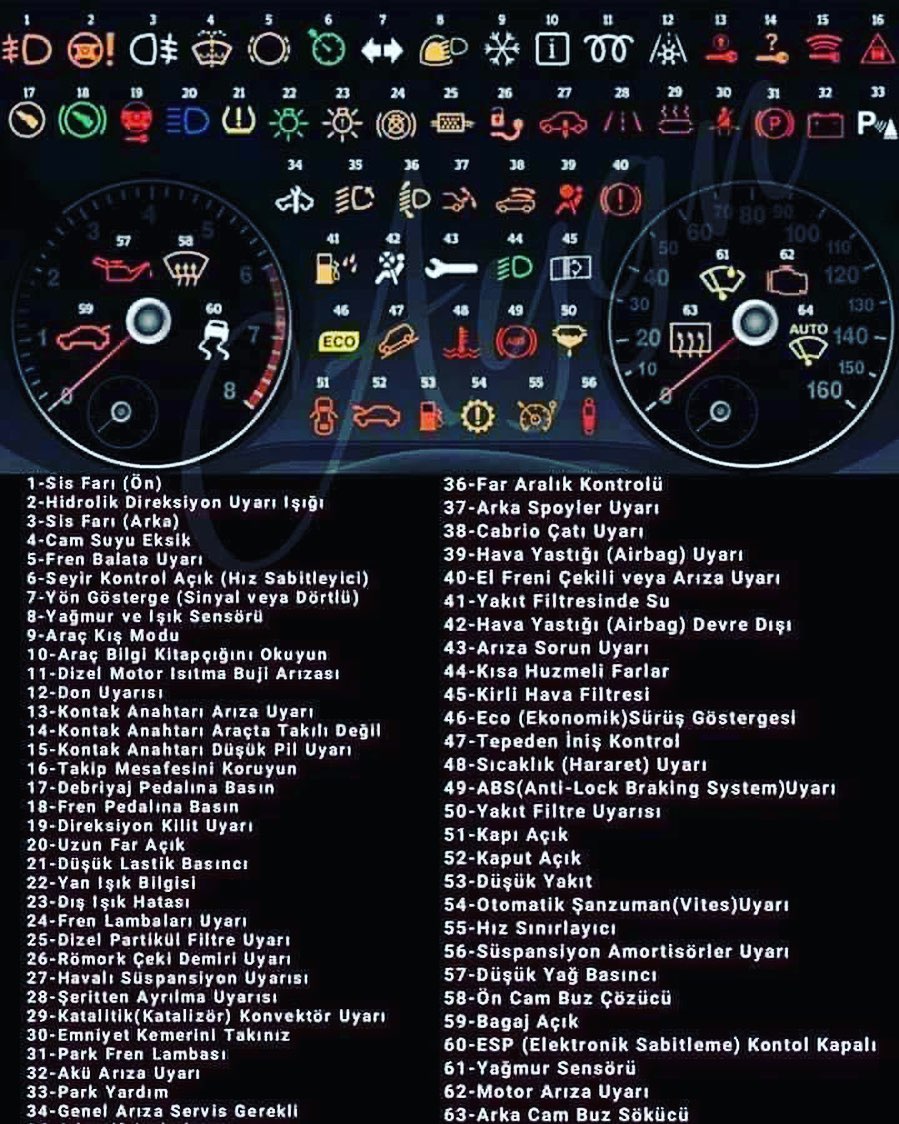 1 2 3 4 5 6 7 8 9 10 11 12 13 14 15 16
17 18 19 20 21 22 23 24 25 26 27 28 29 30 31 32 33
P
34 35 36 37 38 39 40
41 42 43 44 45
57 58
61 62
46 47 48 49 50
ECO
ABS
59 60
63 64
AUTO
51 52 53 54 55 56
0 1 2 3 4 5 6 7 8
0 10 20 30 40 50 60 70 80 90 100 110 120 130 140 150 160
1-Sis Farı (Ön)
2-Hidrolik Direksiyon Uyarı Işığı
3-Sis Farı (Arka)
4-Cam Suyu Eksik
5-Fren Balata Uyarı
6-Seyir Kontrol Açık (Hız Sabitleyici)
7-Yön Gösterge (Sinyal veya Dörtlü)
8-Yağmur ve Işık Sensörü
9-Araç Kış Modu
10-Araç Bilgi Kitapçığını Okuyun
11-Dizel Motor Isıtma Buji Arızası
12-Don Uyarısı
13-Kontak Anahtarı Arıza Uyarı
14-Kontak Anahtarı Araçta Takılı Değil
15-Kontak Anahtarı Düşük Pil Uyarı
16-Takip Mesafesini Koruyun
17-Debriyaj Pedalına Basın
18-Fren Pedalına Basın
19-Direksiyon Kilit Uyarı
20-Uzun Far Açık
21-Düşük Lastik Basıncı
22-Yan Işık Bilgisi
23-Dış Işık Hatası
24-Fren Lambaları Uyarı
25-Dizel Partikül Filtre Uyarı
26-Römork Çeki Demiri Uyarı
27-Havalı Süspansiyon Uyarısı
28-Şeritten Ayrılma Uyarısı
29-Katalitik(Katalizör) Konvektör Uyarı
30-Emniyet Kemerini Takınız
31-Park Fren Lambası
32-Akü Arıza Uyarı
33-Park Yardım
34-Genel Arıza Servis Gerekli
36-Far Aralık Kontrolü
37-Arka Spoyler Uyarı
38-Cabrio Çatı Uyarı
39-Hava Yastığı (Airbag) Uyarı
40-El Freni Çekili veya Arıza Uyarı
41-Yakıt Filtresinde Su
42-Hava Yastığı (Airbag) Devre Dışı
43-Arıza Sorun Uyarı
44-Kısa Huzmeli Farlar
45-Kirli Hava Filtresi
46-Eco (Ekonomik)Sürüş Göstergesi
47-Tepeden İniş Kontrol
48-Sıcaklık (Hararet) Uyarı
49-ABS(Anti-Lock Braking System)Uyarı
50-Yakıt Filtre Uyarısı
51-Kapı Açık
52-Kaput Açık
53-Düşük Yakıt
54-Otomatik Şanzuman(Vites)Uyarı
55-Hız Sınırlayıcı
56-Süspansiyon Amortisörler Uyarı
57-Düşük Yağ Basıncı
58-Ön Cam Buz Çözücü
59-Bagaj Açık
60-ESP (Elektronik Sabitleme) Kontol Kapalı
61-Yağmur Sensörü
62-Motor Arıza Uyarı
63-Arka Cam Buz Sökücü